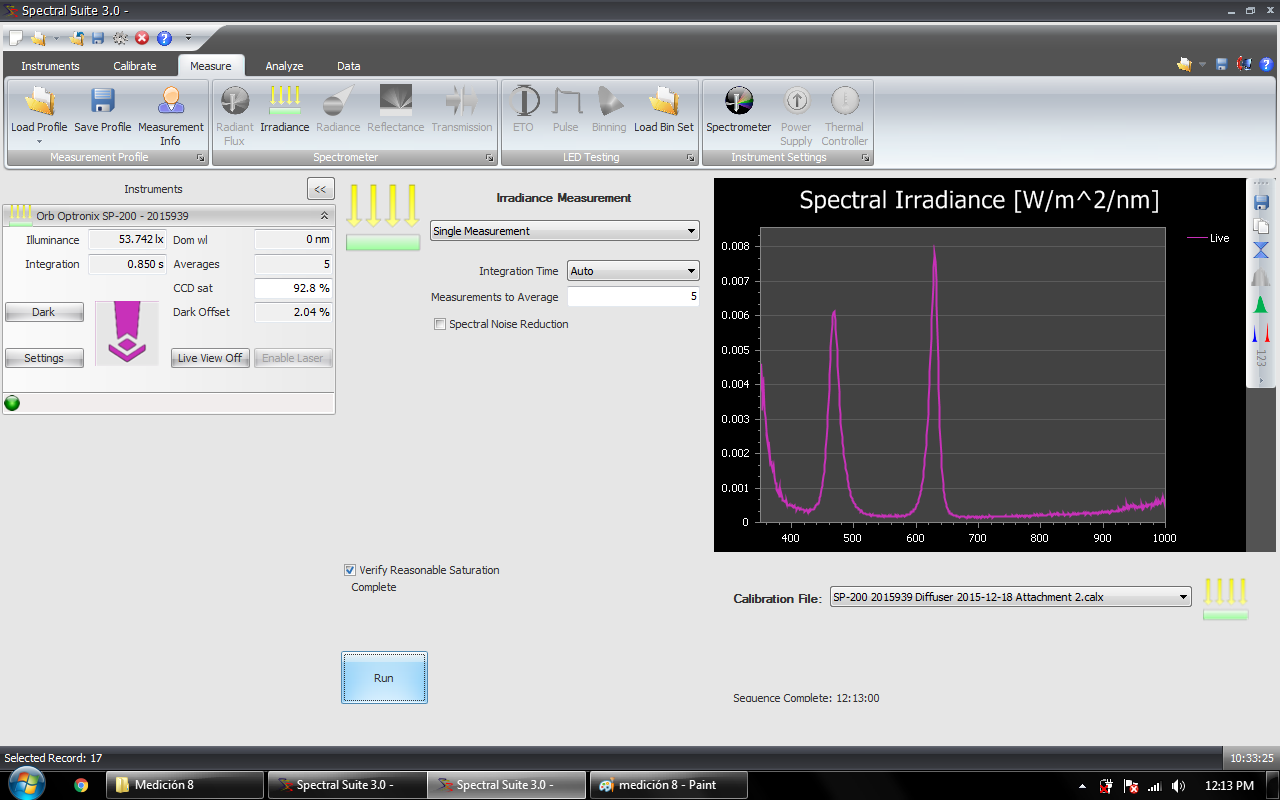 Spectral Suite 3.0 -
Instruments
Calibrate
Measure
Analyze
Data
Load Profile
Save Profile
Measurement
Info
Measurement Profile
Radiant
Flux
Irradiance
Radiance
Reflectance
Transmission
Spectrometer
ETO
Pulse
Binning
Load Bin Set
LED Testing
Spectrometer
Power
Supply
Thermal
Controller
Instrument Settings
Instruments
<<
Orb Optronix SP-200 - 2015939
Illuminance 53.742 lx Dom wl 0 nm
Integration 0.850 s Averages 5
CCD sat 92.8 %
Dark Dark Offset 2.04 %
Settings Live View Off Enable Laser
Irradiance Measurement
Single Measurement
Integration Time Auto
Measurements to Average 5
Spectral Noise Reduction
Verify Reasonable Saturation
Complete
Run
Spectral Irradiance [W/m^2/nm]
Live
0.008
0.007
0.006
0.005
0.004
0.003
0.002
0.001
0
400 500 600 700 800 900 1000
123
Calibration File: SP-200 2015939 Diffuser 2015-12-18 Attachment 2.calx
Sequence Complete: 12:13:00
Selected Record: 17
10:33:25
Medición 8
Spectral Suite 3.0 -
Spectral Suite 3.0 -
medición 8 - Paint
12:13 PM